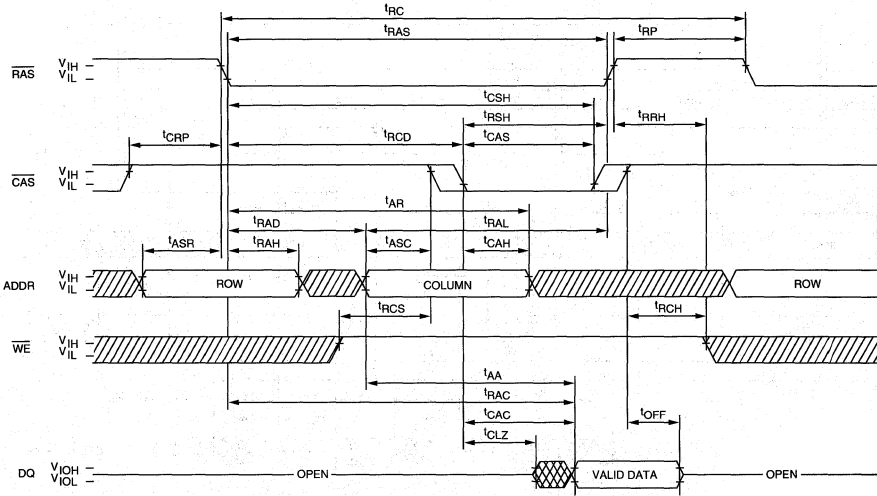 tRC
tRAS
tRP
RAS VIH
VIL
tCSH
tRSH
tRRH
tCRP
tRCD
tCAS
CAS VIH
VIL
tAR
tRAD
tRAL
tASR
tRAH
tASC
tCAH
ADDR VIH
VIL
ROW
COLUMN
ROW
tRCS
tRCH
WE VIH
VIL
tAA
tRAC
tCAC
tOFF
tCLZ
DQ VIOH
VIOL
OPEN
VALID DATA
OPEN